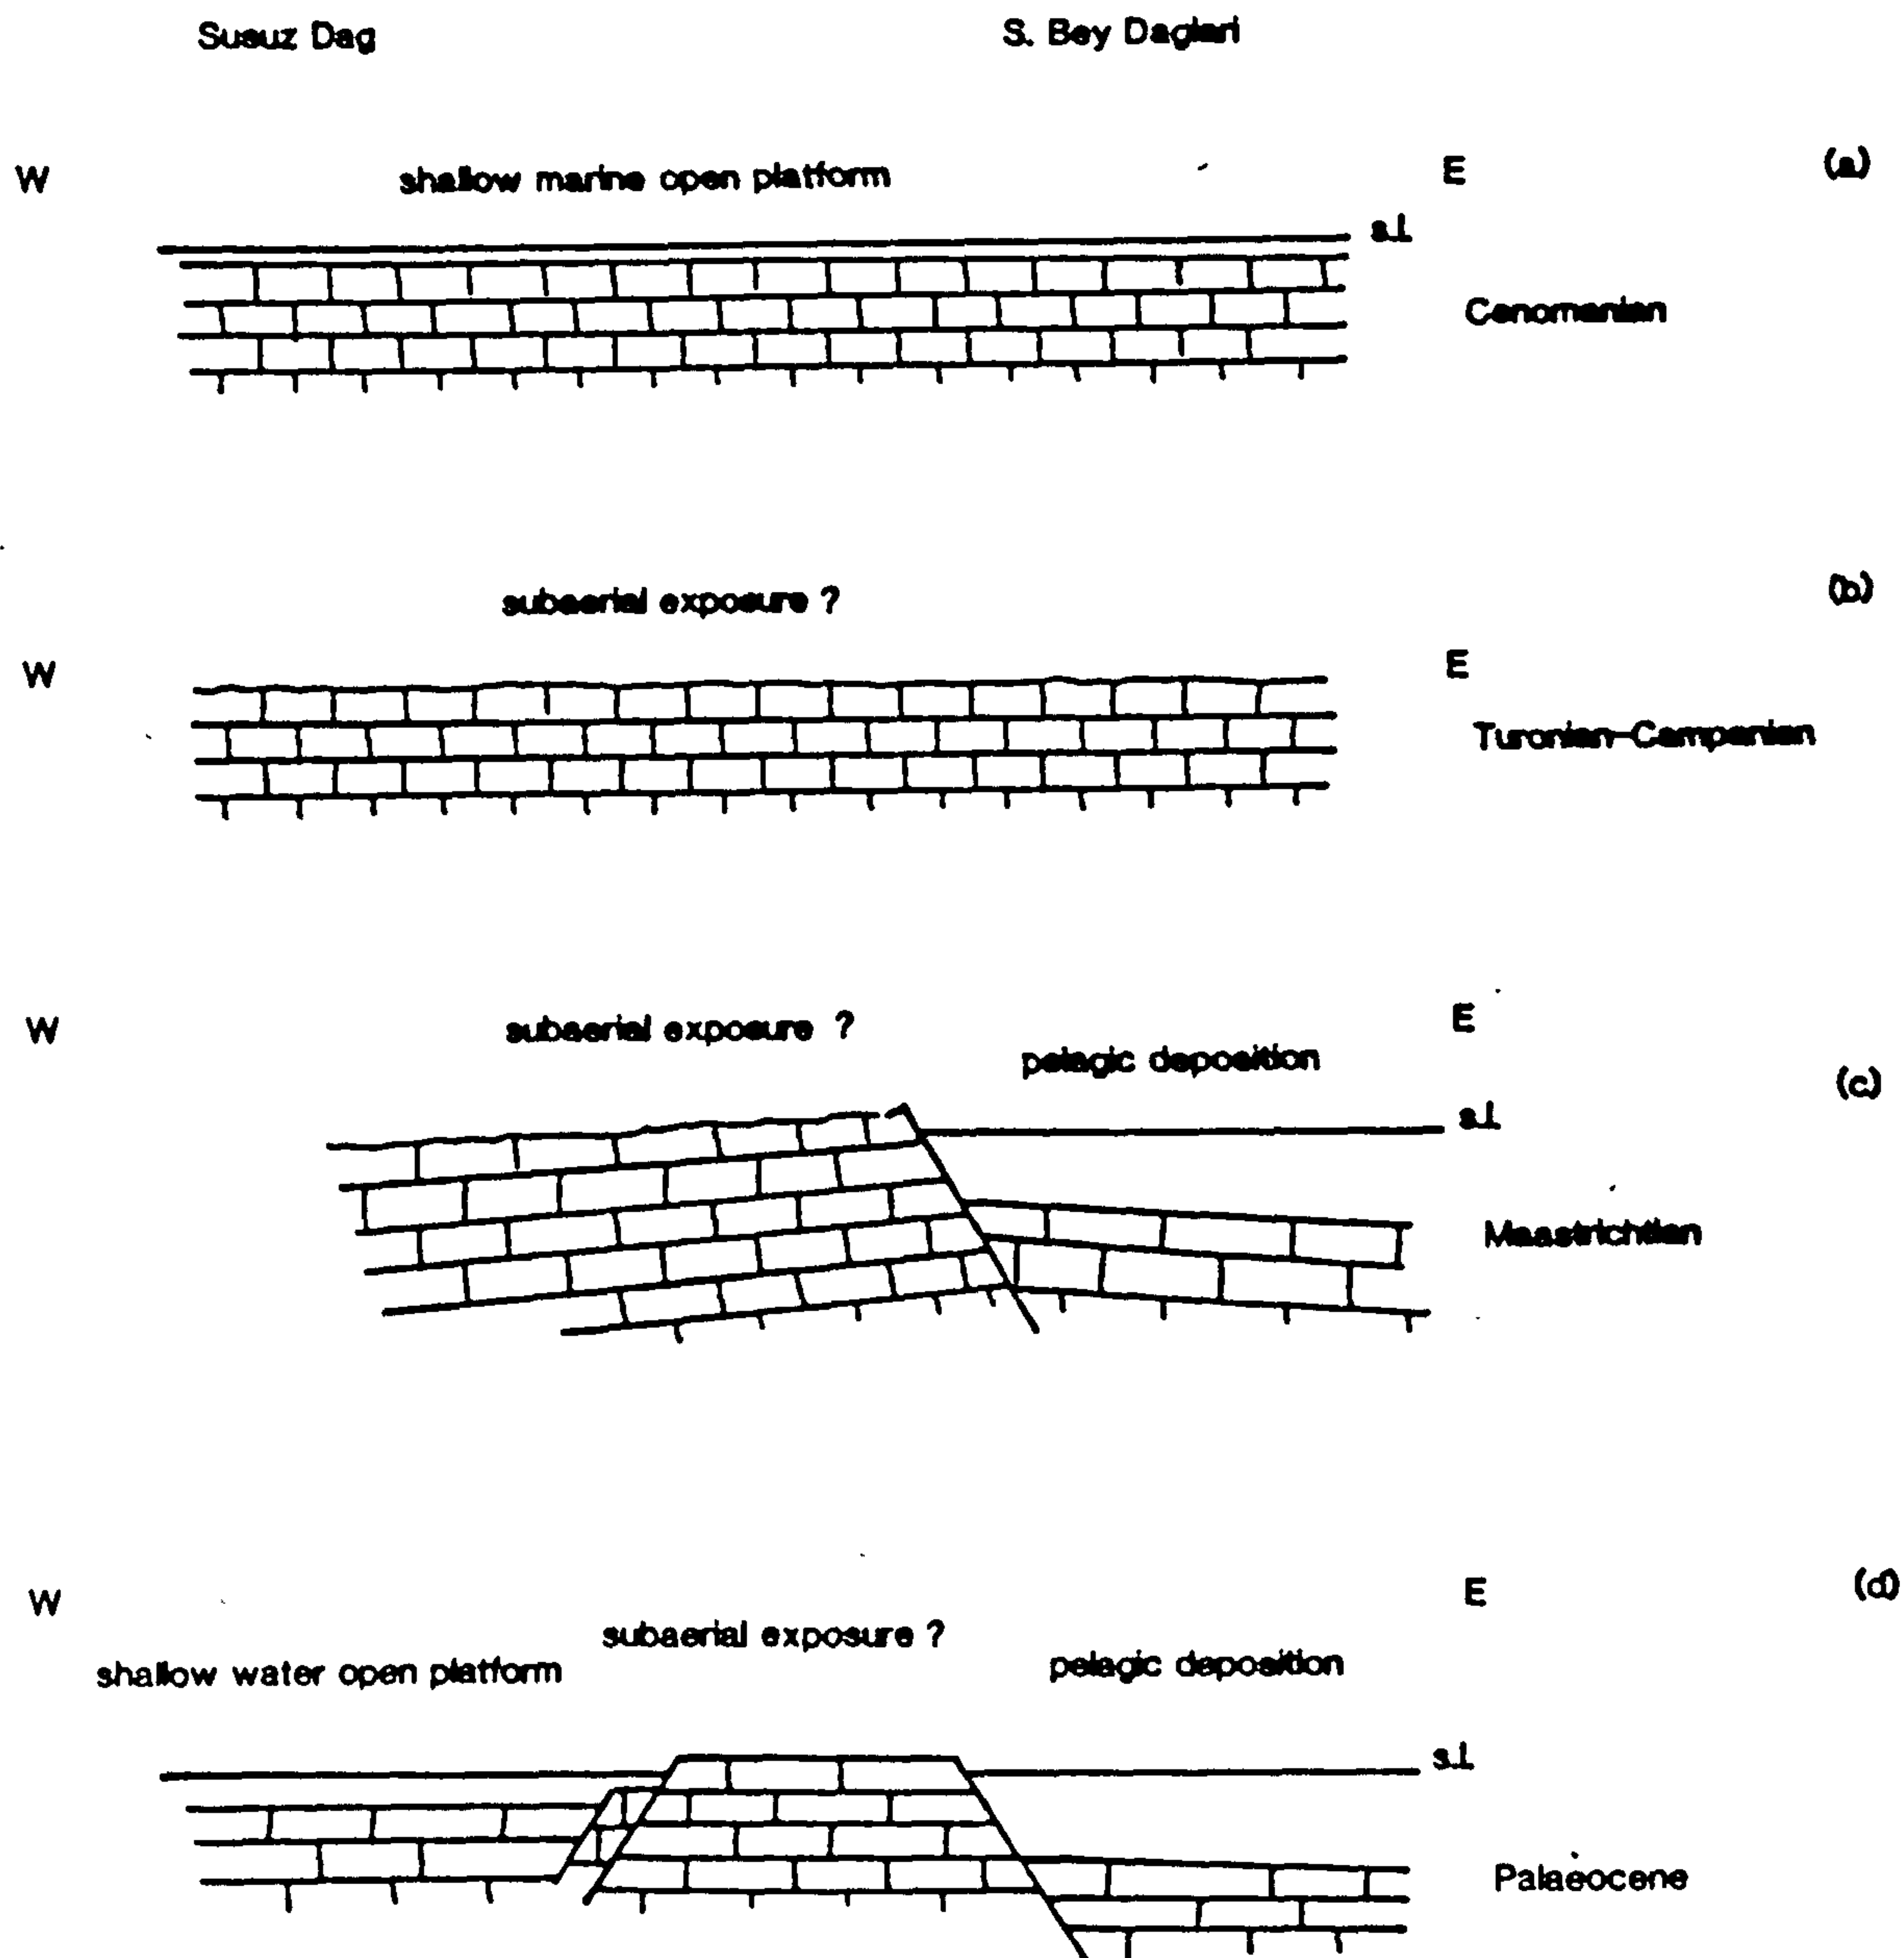 Susuz Dag S. Bey Daglari
W shallow marine open platform E (a)
s.l.
Cenomanian
subaerial exposure ? (b)
W E
Turonian-Campanian
W subaerial exposure ? E
pelagic deposition (c)
s.l.
Maastrichtian
W E (d)
subaerial exposure ?
shallow water open platform pelagic deposition
s.l.
Palaeocene